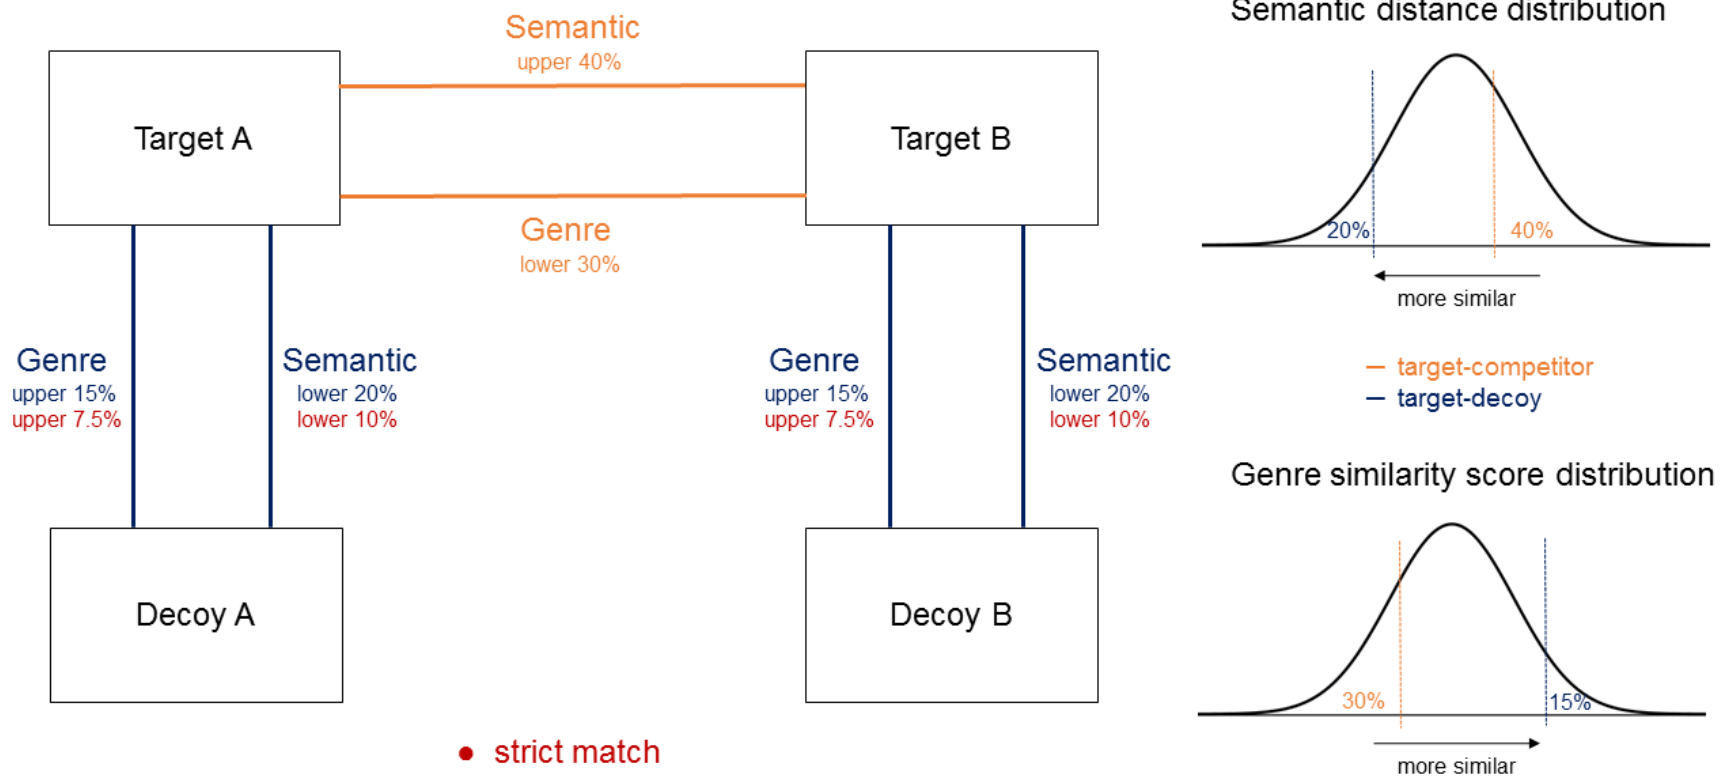 Semantic
upper 40%
Target A
Target B
Genre
lower 30%
Genre
upper 15%
upper 7.5%
Semantic
lower 20%
lower 10%
Genre
upper 15%
upper 7.5%
Semantic
lower 20%
lower 10%
Decoy A
Decoy B
• strict match
Semantic distance distribution
20%
40%
more similar
– target-competitor
– target-decoy
Genre similarity score distribution
30%
15%
more similar